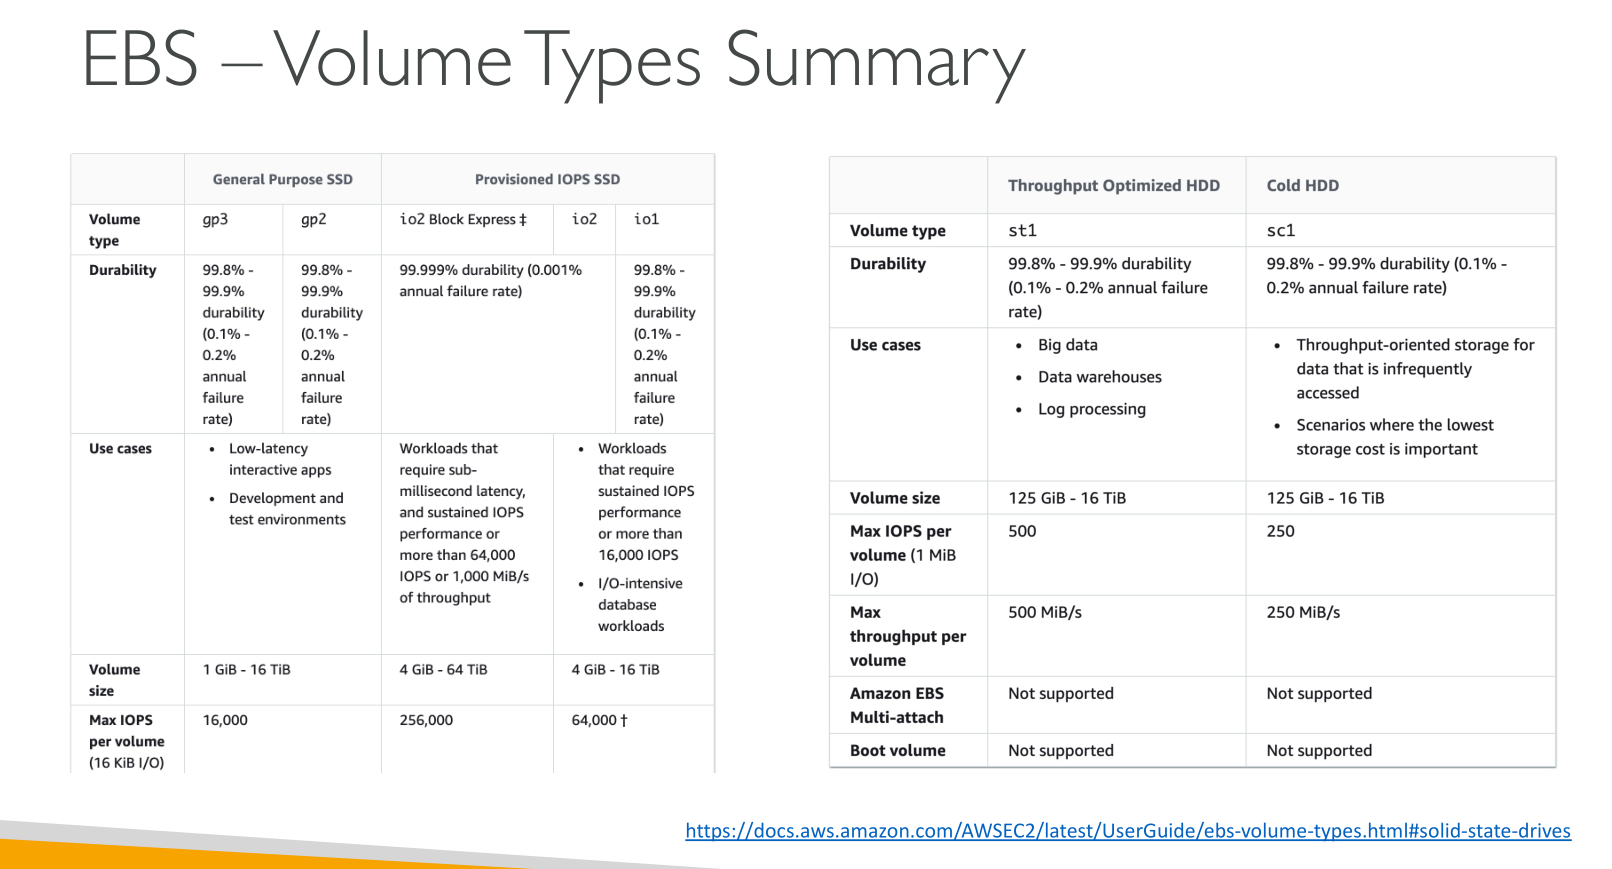 EBS – Volume Types Summary
General Purpose SSD
Provisioned IOPS SSD
Volume
type
gp3
gp2
io2 Block Express ‡
io2
io1
Durability
99.8% -
99.9%
durability
(0.1% -
0.2%
annual
failure
rate)
99.8% -
99.9%
durability
(0.1% -
0.2%
annual
failure
rate)
99.999% durability (0.001%
annual failure rate)
99.8% -
99.9%
durability
(0.1% -
0.2%
annual
failure
rate)
Use cases
• Low-latency
interactive apps
• Development and
test environments
Workloads that
require sub-
millisecond latency,
and sustained IOPS
performance or
more than 64,000
IOPS or 1,000 MiB/s
of throughput
• Workloads
that require
sustained IOPS
performance
or more than
16,000 IOPS
• I/O-intensive
database
workloads
Volume
size
1 GiB - 16 TiB
4 GiB - 64 TiB
4 GiB - 16 TiB
Max IOPS
per volume
(16 KiB I/O)
16,000
256,000
64,000 †
Throughput Optimized HDD
Cold HDD
Volume type
st1
sc1
Durability
99.8% - 99.9% durability
(0.1% - 0.2% annual failure
rate)
99.8% - 99.9% durability (0.1% -
0.2% annual failure rate)
Use cases
• Big data
• Data warehouses
• Log processing
• Throughput-oriented storage for
data that is infrequently
accessed
• Scenarios where the lowest
storage cost is important
Volume size
125 GiB - 16 TiB
125 GiB - 16 TiB
Max IOPS per
volume (1 MiB
I/O)
500
250
Max
throughput per
volume
500 MiB/s
250 MiB/s
Amazon EBS
Multi-attach
Not supported
Not supported
Boot volume
Not supported
Not supported
https://docs.aws.amazon.com/AWSEC2/latest/UserGuide/ebs-volume-types.html#solid-state-drives